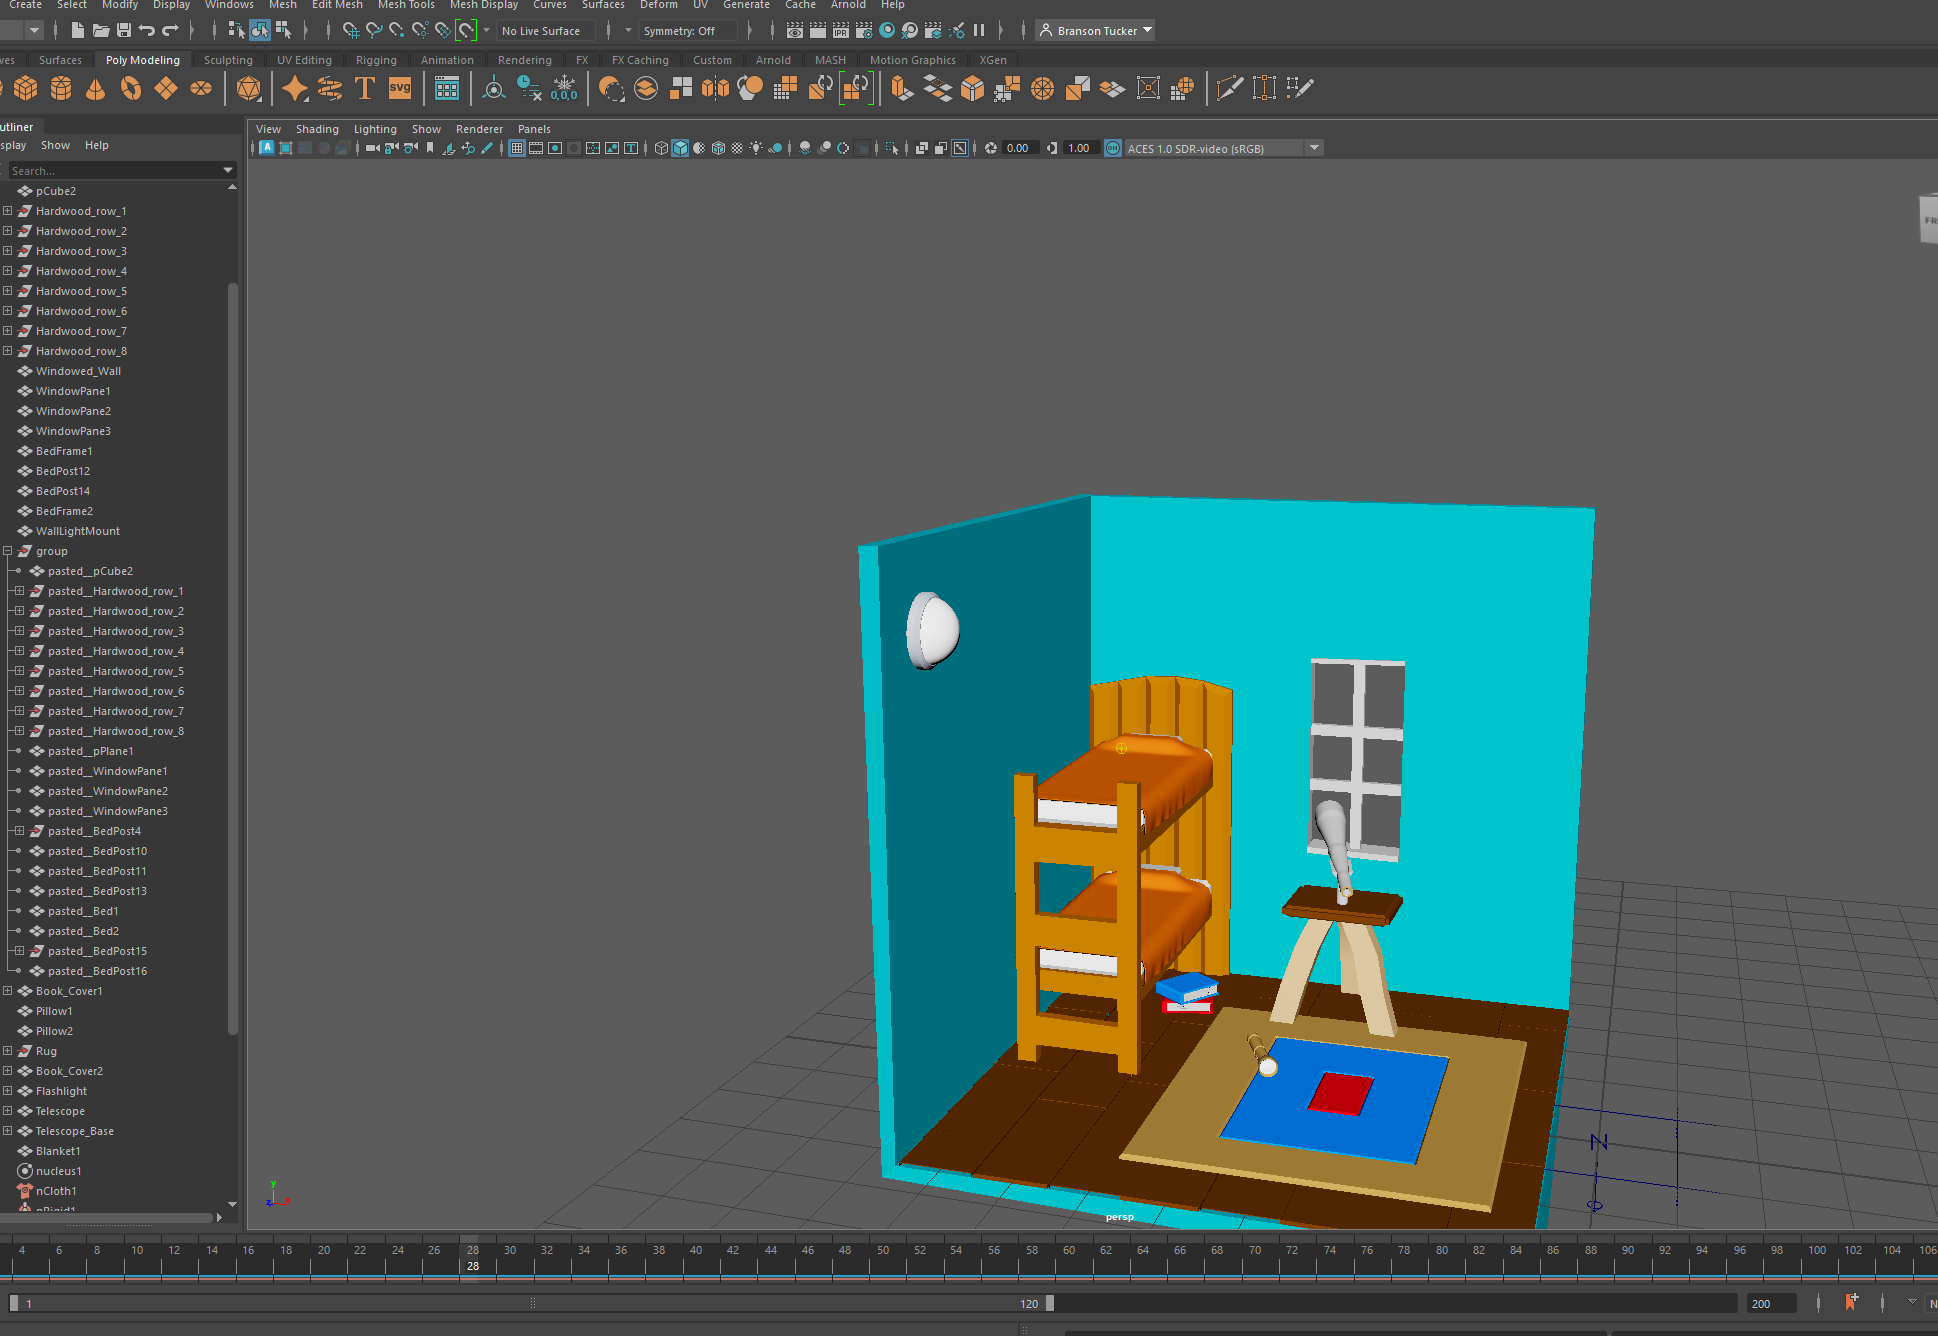 Create Select Modify Display Windows Mesh Edit Mesh Mesh Tools Mesh Display Curves Surfaces Deform UV Generate Cache Arnold Help
No Live Surface Symmetry: Off IPR Branson Tucker
ves Surfaces Poly Modeling Sculpting UV Editing Rigging Animation Rendering FX FX Caching Custom Arnold MASH Motion Graphics XGen
T SVG 0,0,0
utliner
splay Show Help
View Shading Lighting Show Renderer Panels
0.00 1.00 ON ACES 1.0 SDR-video (sRGB)
Search...
pCube2
Hardwood_row_1
Hardwood_row_2
Hardwood_row_3
Hardwood_row_4
Hardwood_row_5
Hardwood_row_6
Hardwood_row_7
Hardwood_row_8
Windowed_Wall
WindowPane1
WindowPane2
WindowPane3
BedFrame1
BedPost12
BedPost14
BedFrame2
WallLightMount
group
pasted__pCube2
pasted__Hardwood_row_1
pasted__Hardwood_row_2
pasted__Hardwood_row_3
pasted__Hardwood_row_4
pasted__Hardwood_row_5
pasted__Hardwood_row_6
pasted__Hardwood_row_7
pasted__Hardwood_row_8
pasted__pPlane1
pasted__WindowPane1
pasted__WindowPane2
pasted__WindowPane3
pasted__BedPost4
pasted__BedPost10
pasted__BedPost11
pasted__BedPost13
pasted__Bed1
pasted__Bed2
pasted__BedPost15
pasted__BedPost16
Book_Cover1
Pillow1
Pillow2
Rug
Book_Cover2
Flashlight
Telescope
Telescope_Base
Blanket1
nucleus1
nCloth1
nRigid1
FR
N
y
z x
persp
4 6 8 10 12 14 16 18 20 22 24 26 28 30 32 34 36 38 40 42 44 46 48 50 52 54 56 58 60 62 64 66 68 70 72 74 76 78 80 82 84 86 88 90 92 94 96 98 100 102 104 106
28
1 120 200 N